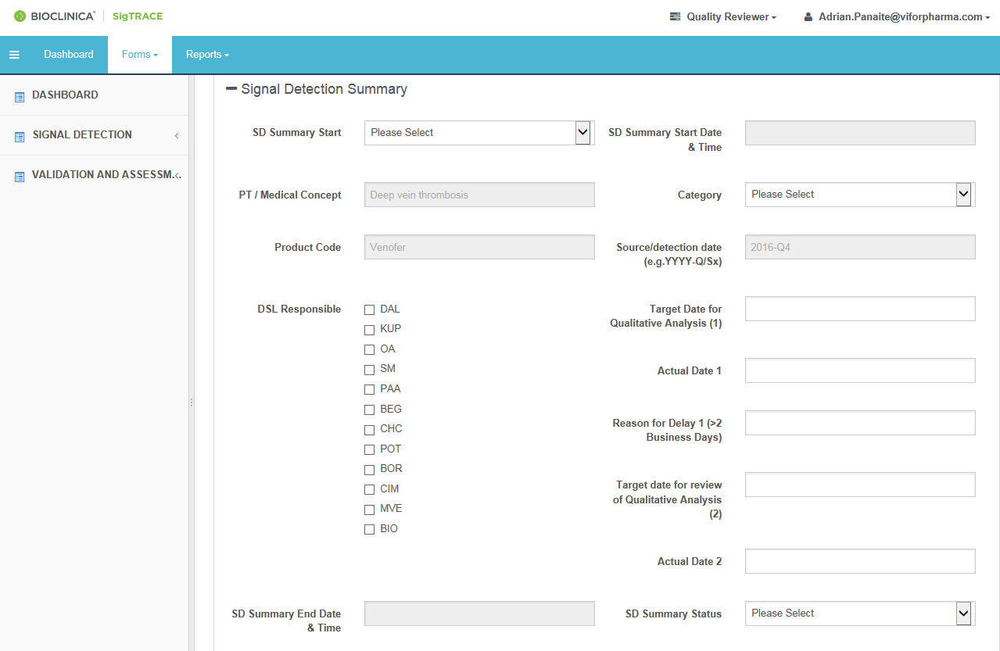 BIOCLINICA® SigTRACE Quality Reviewer Adrian.Panaite@viforpharma.com
Dashboard Forms Reports
DASHBOARD
SIGNAL DETECTION
VALIDATION AND ASSESSM...
Signal Detection Summary
SD Summary Start Please Select
SD Summary Start Date
& Time
PT / Medical Concept Deep vein thrombosis
Category Please Select
Product Code Venofer
Source/detection date
(e.g.YYYY-Q/Sx) 2016-Q4
DSL Responsible
DAL
KUP
OA
SM
PAA
BEG
CHC
POT
BOR
CIM
MVE
BIO
Target Date for
Qualitative Analysis (1)
Actual Date 1
Reason for Delay 1 (>2
Business Days)
Target date for review
of Qualitative Analysis
(2)
Actual Date 2
SD Summary End Date
& Time
SD Summary Status Please Select